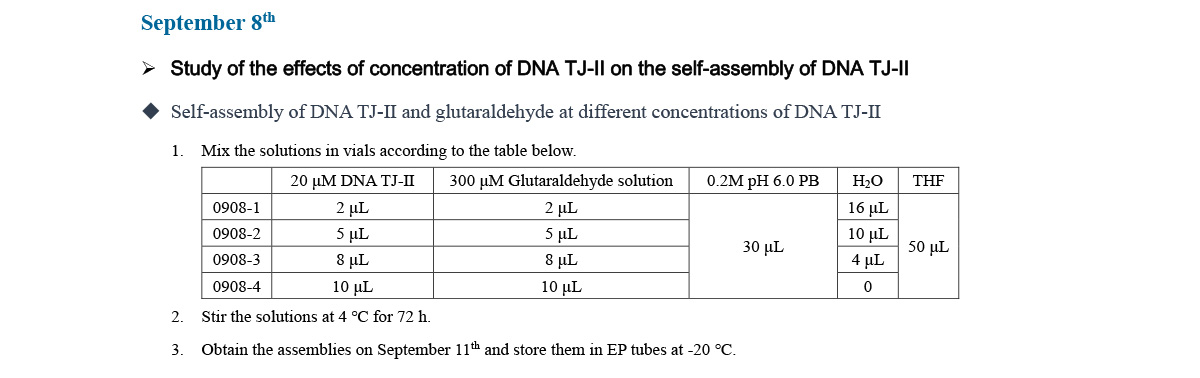 September 8th
➢ Study of the effects of concentration of DNA TJ-II on the self-assembly of DNA TJ-II
◆ Self-assembly of DNA TJ-II and glutaraldehyde at different concentrations of DNA TJ-II
1. Mix the solutions in vials according to the table below.
20 μM DNA TJ-II 300 μM Glutaraldehyde solution 0.2M pH 6.0 PB H₂O THF
0908-1 2 μL 2 μL 30 μL 16 μL 50 μL
0908-2 5 μL 5 μL 10 μL
0908-3 8 μL 8 μL 4 μL
0908-4 10 μL 10 μL 0
2. Stir the solutions at 4 °C for 72 h.
3. Obtain the assemblies on September 11th and store them in EP tubes at -20 °C.